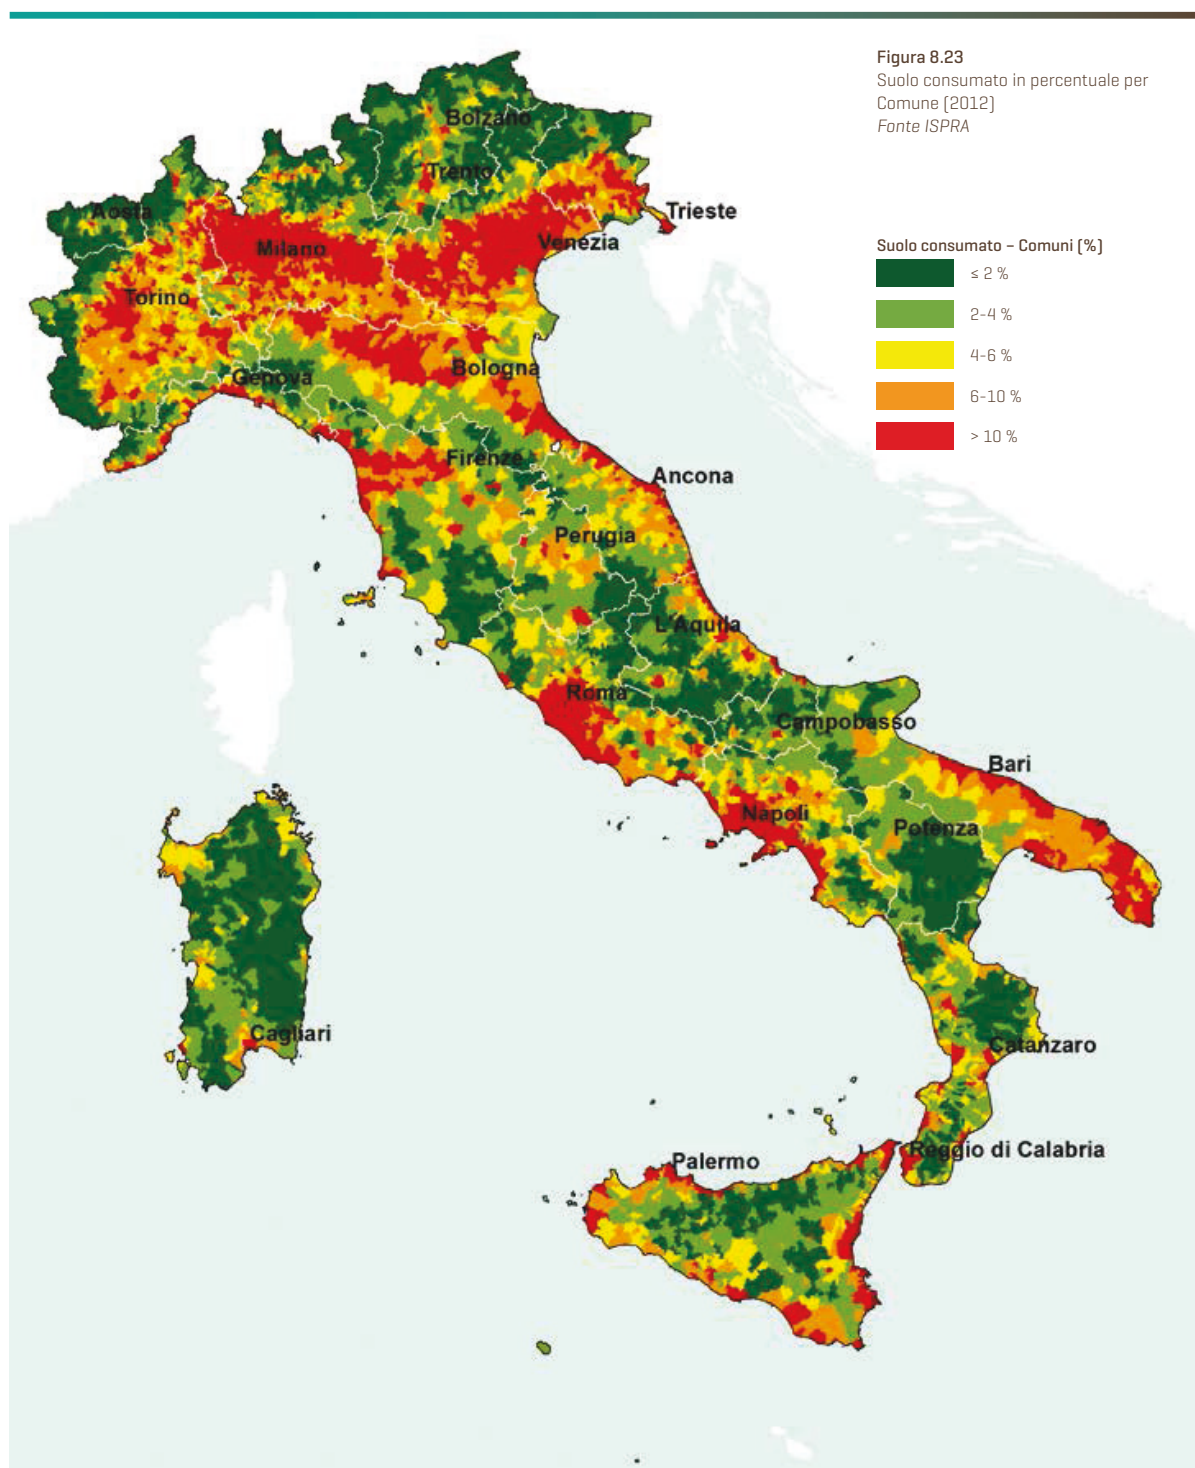 Figura 8.23
Suolo consumato in percentuale per
Comune (2012)
Fonte ISPRA
Bolzano
Trento
Aosta
Trieste
Milano
Venezia
Suolo consumato – Comuni (%)
≤ 2 %
2-4 %
4-6 %
6-10 %
> 10 %
Torino
Genova
Bologna
Firenze
Ancona
Perugia
L'Aquila
Roma
Campobasso
Bari
Napoli
Potenza
Cagliari
Catanzaro
Reggio di Calabria
Palermo